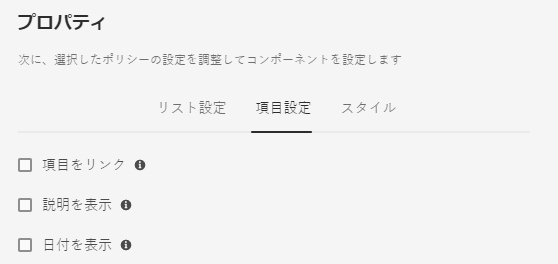 プロパティ
次に、選択したポリシーの設定を調整してコンポーネントを設定します
リスト設定 項目設定 スタイル
項目をリンク
説明を表示
日付を表示